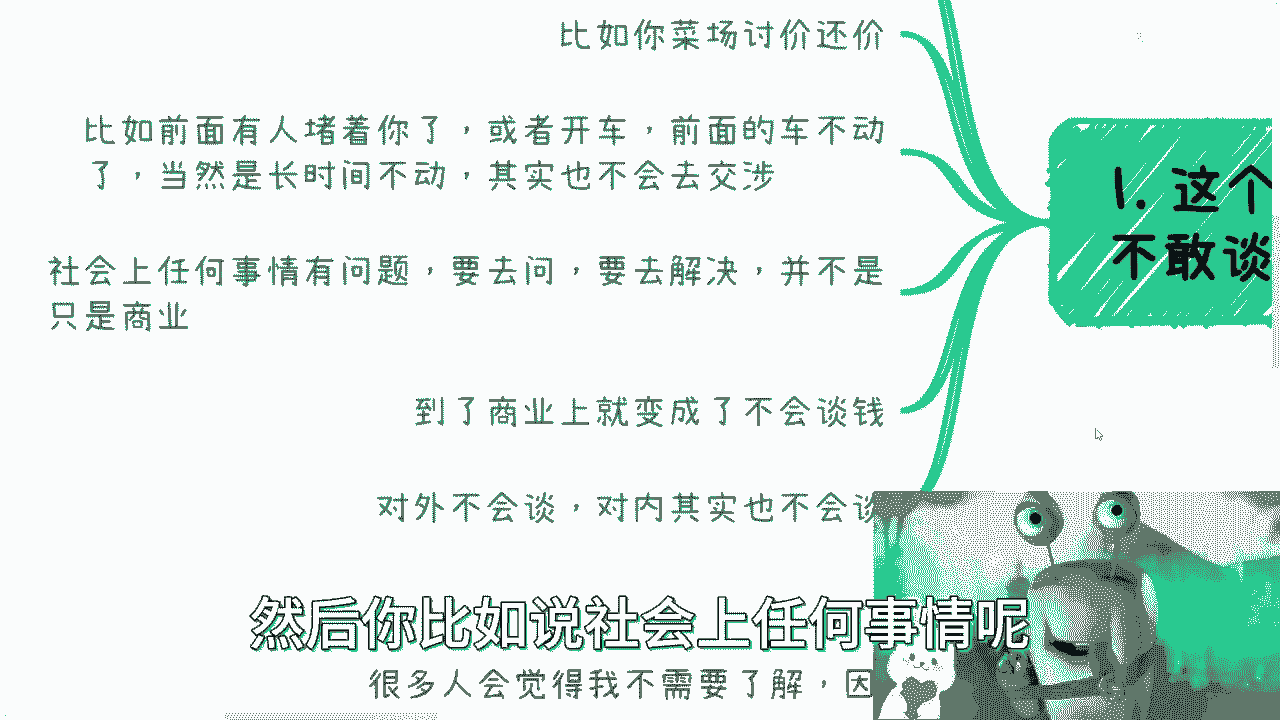 比如你菜场讨价还价
比如前面有人堵着你了，或者开车，前面的车不动
了，当然是长时间不动，其实也不会去交涉
社会上任何事情有问题，要去问，要去解决，并不是
只是商业
到了商业上就变成了不会谈钱
对外不会谈，对内其实也不会谈
1. 这个
不敢谈
然后你比如说社会上任何事情呢
很多人会觉得我不需要了解，因